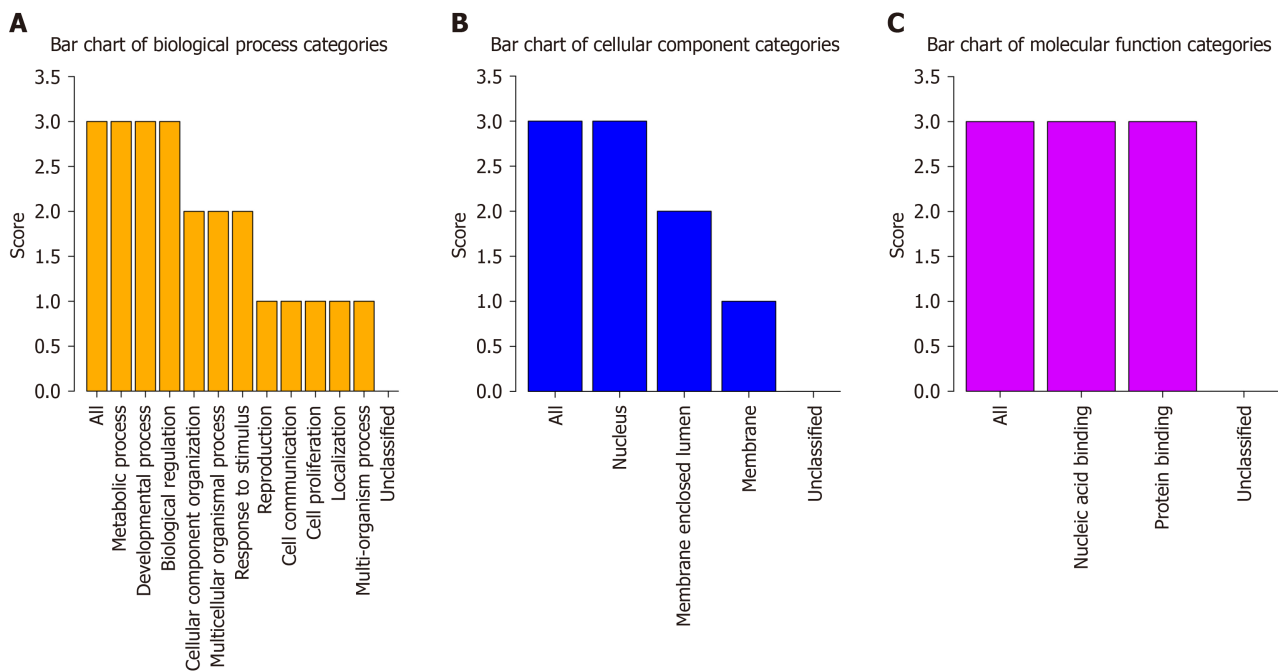 A
Bar chart of biological process categories
3.5
3.0
2.5
2.0
1.5
1.0
0.5
0.0
Score
All
Metabolic process
Developmental process
Biological regulation
Cellular component organization
Multicellular organismal process
Response to stimulus
Reproduction
Cell communication
Cell proliferation
Localization
Multi-organism process
Unclassified
B
Bar chart of cellular component categories
3.5
3.0
2.5
2.0
1.5
1.0
0.5
0.0
Score
All
Nucleus
Membrane enclosed lumen
Membrane
Unclassified
C
Bar chart of molecular function categories
3.5
3.0
2.5
2.0
1.5
1.0
0.5
0.0
Score
All
Nucleic acid binding
Protein binding
Unclassified